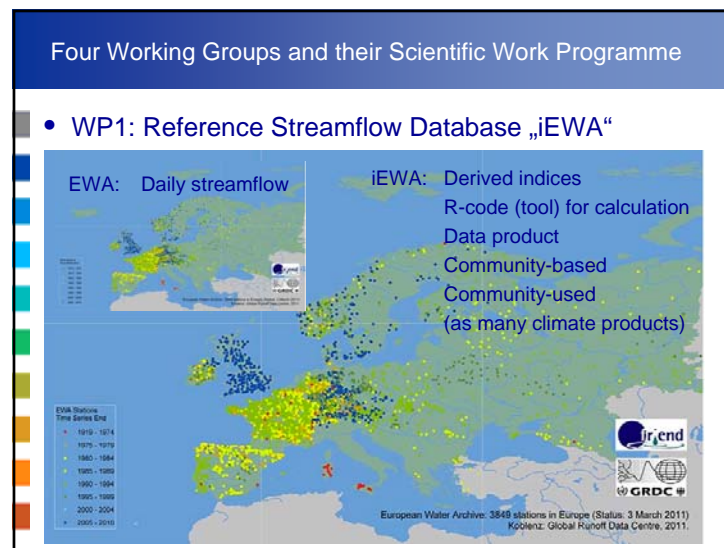 Four Working Groups and their Scientific Work Programme
• WP1: Reference Streamflow Database „iEWA“
EWA: Daily streamflow
iEWA: Derived indices
R-code (tool) for calculation
Data product
Community-based
Community-used
(as many climate products)
GRDC
EWA Stations
Time Series End
1919 - 1974
1975 - 1979
1980 - 1984
1985 - 1989
1990 - 1994
1995 - 1999
2000 - 2004
2005 - 2010
friend
GRDC
European Water Archive: 3849 stations in Europe (Status: 3 March 2011)
Koblenz: Global Runoff Data Centre, 2011.